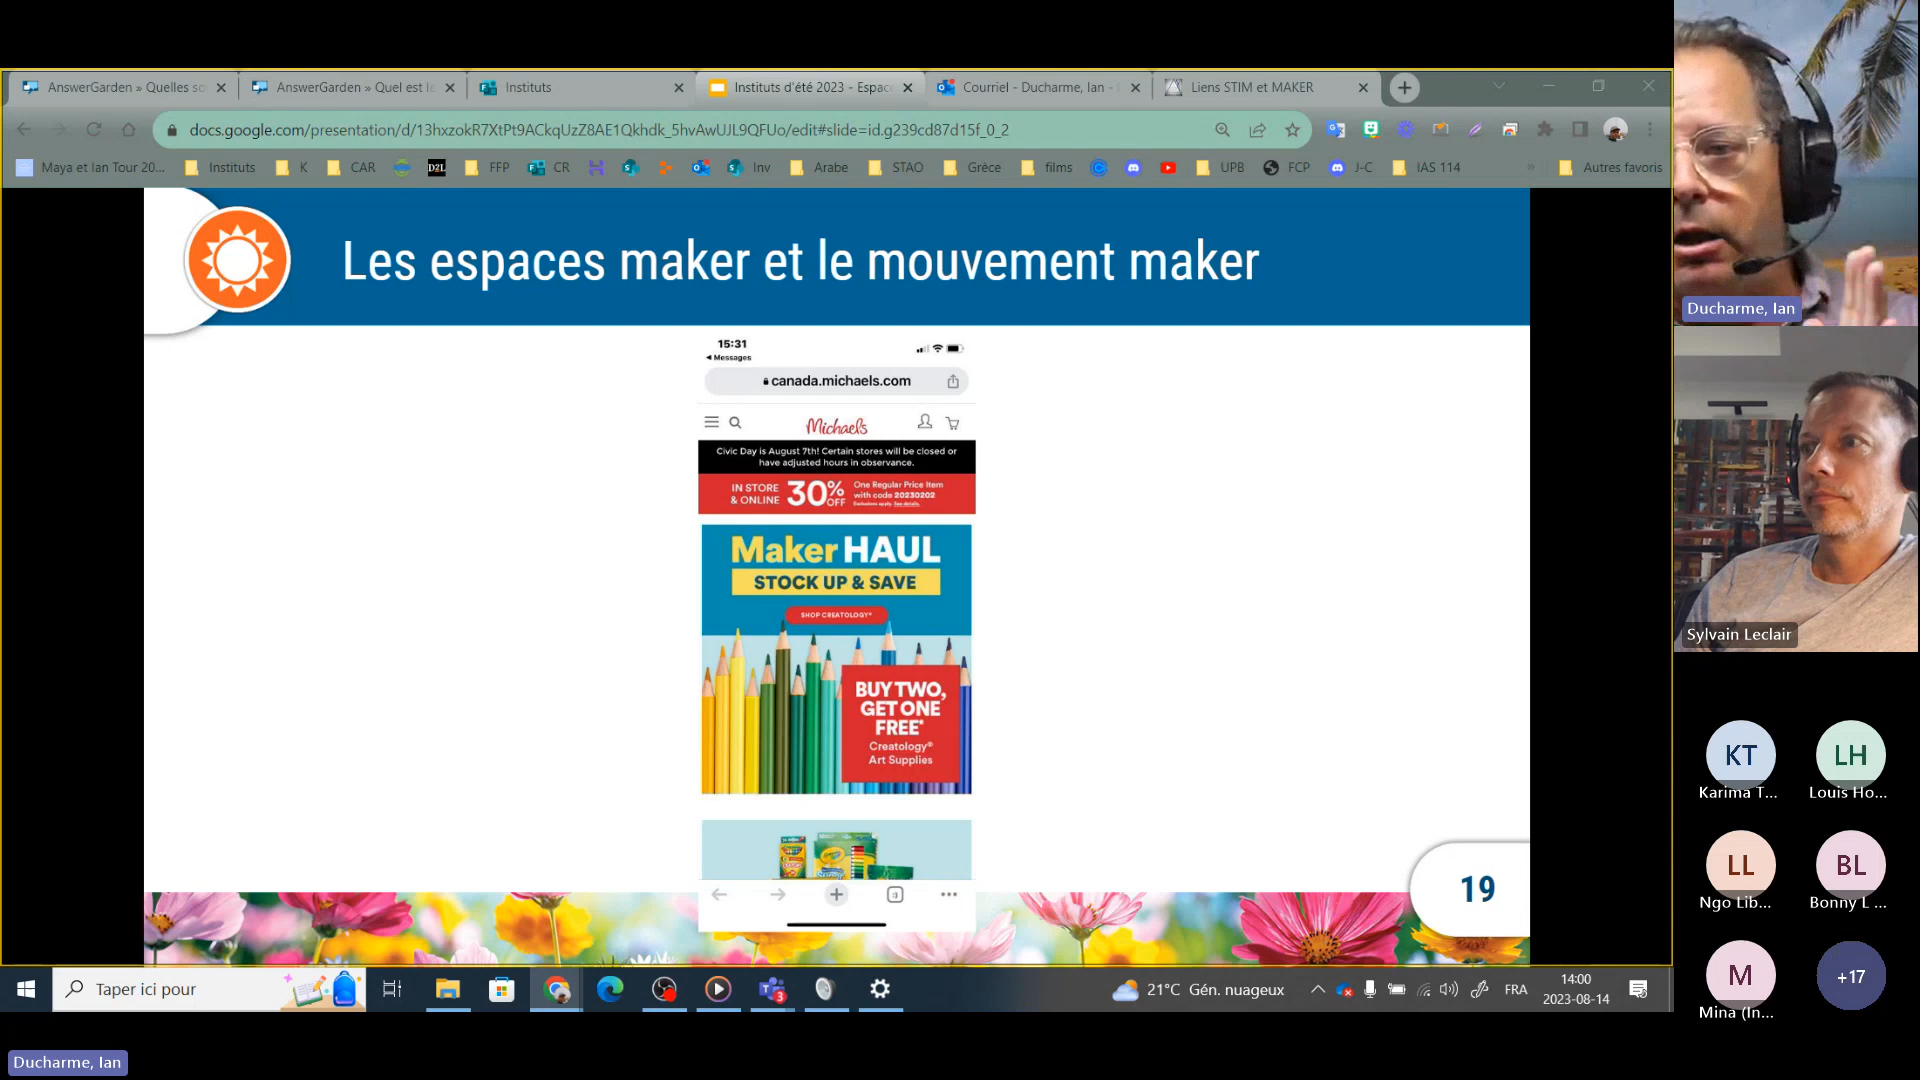 AnswerGarden » Quelles so
AnswerGarden » Quel est le
Instituts
Instituts d'été 2023 - Espac
Courriel - Ducharme, Ian -
Liens STIM et MAKER
docs.google.com/presentation/d/13hxzokR7XtPt9ACkqUzZ8AE1Qkhdk_5hvAwUJL9QFUo/edit#slide=id.g239cd87d15f_0_2
Maya et Ian Tour 20...
Instituts
K
CAR
D2L
FFP
CR
Inv
Arabe
STAO
Grèce
films
UPB
FCP
J-C
IAS 114
»
Autres favoris
Les espaces maker et le mouvement maker
15:31
Messages
canada.michaels.com
Michaels
Civic Day is August 7th! Certain stores will be closed or
have adjusted hours in observance.
IN STORE
& ONLINE
30% OFF
One Regular Price Item
with code 20230202
Exclusions apply. See details.
Maker HAUL
STOCK UP & SAVE
SHOP CREATOLOGY®
BUY TWO,
GET ONE
FREE*
Creatology®
Art Supplies
19
Taper ici pour
21°C Gén. nuageux
FRA
14:00
2023-08-14
Ducharme, Ian
Sylvain Leclair
KT
Karima T...
LH
Louis Ho...
LL
Ngo Lib...
BL
Bonny L ...
M
Mina (In...
+17
Ducharme, Ian